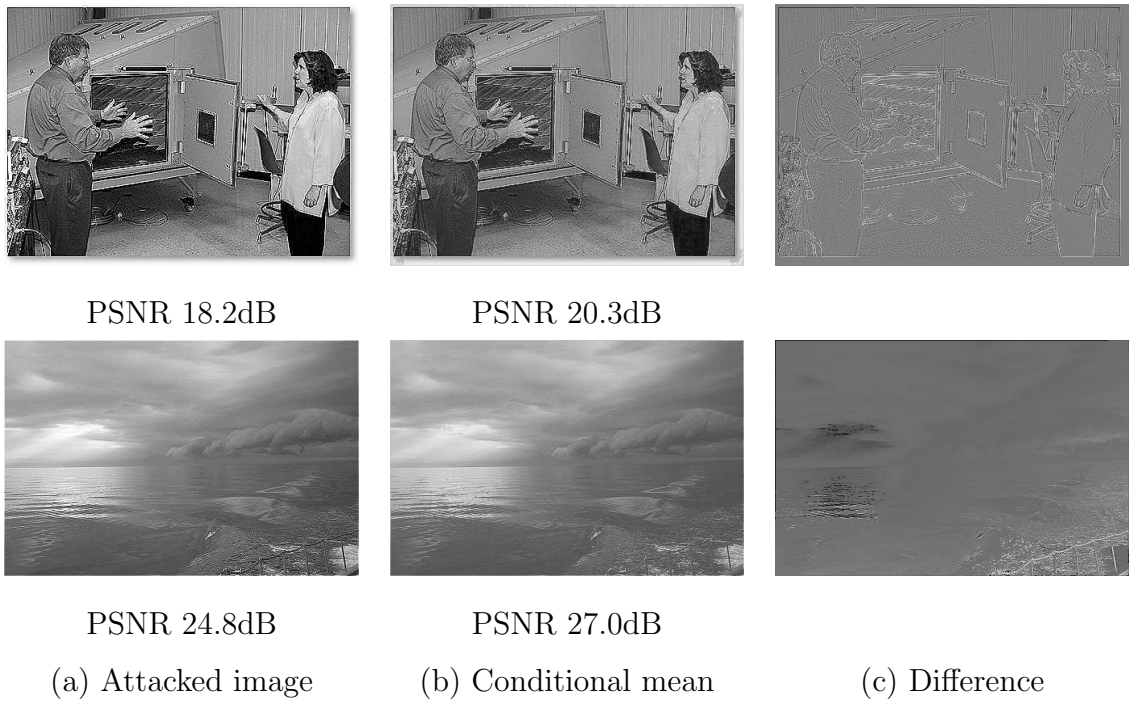 PSNR 18.2dB
PSNR 20.3dB
PSNR 24.8dB
PSNR 27.0dB
(a) Attacked image
(b) Conditional mean
(c) Difference